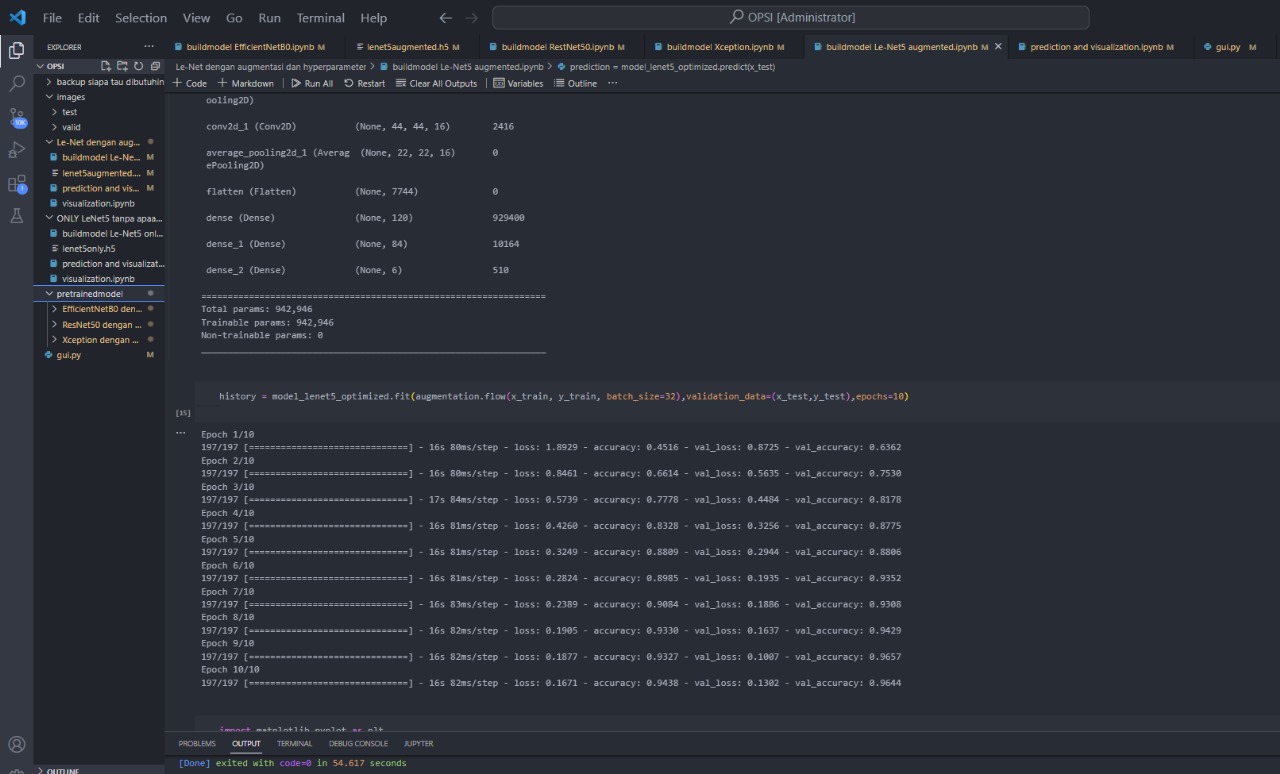 File Edit Selection View Go Run Terminal Help
OPSI [Administrator]
EXPLORER
buildmodel EfficientNetB0.ipynb M
lenet5augmented.h5 M
buildmodel RestNet50.ipynb M
buildmodel Xception.ipynb M
buildmodel Le-Net5 augmented.ipynb M
prediction and visualization.ipynb M
gui.py M
OPSI
Le-Net dengan augmentasi dan hyperparameter > buildmodel Le-Net5 augmented.ipynb > prediction = model_lenet5_optimized.predict(x_test)
+ Code + Markdown | Run All Restart Clear All Outputs | Variables Outline ...
backup siapa tau dibutuhin
images
test
valid
Le-Net dengan aug...
buildmodel Le-Ne... M
lenet5augmented.... M
prediction and vis... M
visualization.ipynb
ONLY LeNet5 tanpa apaa...
buildmodel Le-Net5 onl...
lenet5only.h5
prediction and visualizat...
visualization.ipynb
pretrainedmodel
EfficientNetB0 den...
ResNet50 dengan ...
Xception dengan ...
gui.py M
10K
1
OUTLINE
ooling2D)
conv2d_1 (Conv2D) (None, 44, 44, 16) 2416
average_pooling2d_1 (Averag (None, 22, 22, 16) 0
ePooling2D)
flatten (Flatten) (None, 7744) 0
dense (Dense) (None, 120) 929400
dense_1 (Dense) (None, 84) 10164
dense_2 (Dense) (None, 6) 510
=================================================================
Total params: 942,946
Trainable params: 942,946
Non-trainable params: 0
_________________________________________________________________
history = model_lenet5_optimized.fit(augmentation.flow(x_train, y_train, batch_size=32),validation_data=(x_test,y_test),epochs=10)
[15]
...
Epoch 1/10
197/197 [==============================] - 16s 80ms/step - loss: 1.8929 - accuracy: 0.4516 - val_loss: 0.8725 - val_accuracy: 0.6362
Epoch 2/10
197/197 [==============================] - 16s 80ms/step - loss: 0.8461 - accuracy: 0.6614 - val_loss: 0.5635 - val_accuracy: 0.7530
Epoch 3/10
197/197 [==============================] - 17s 84ms/step - loss: 0.5739 - accuracy: 0.7778 - val_loss: 0.4484 - val_accuracy: 0.8178
Epoch 4/10
197/197 [==============================] - 16s 81ms/step - loss: 0.4260 - accuracy: 0.8328 - val_loss: 0.3256 - val_accuracy: 0.8775
Epoch 5/10
197/197 [==============================] - 16s 81ms/step - loss: 0.3249 - accuracy: 0.8809 - val_loss: 0.2944 - val_accuracy: 0.8806
Epoch 6/10
197/197 [==============================] - 16s 81ms/step - loss: 0.2824 - accuracy: 0.8985 - val_loss: 0.1935 - val_accuracy: 0.9352
Epoch 7/10
197/197 [==============================] - 16s 83ms/step - loss: 0.2389 - accuracy: 0.9084 - val_loss: 0.1886 - val_accuracy: 0.9308
Epoch 8/10
197/197 [==============================] - 16s 82ms/step - loss: 0.1905 - accuracy: 0.9330 - val_loss: 0.1637 - val_accuracy: 0.9429
Epoch 9/10
197/197 [==============================] - 16s 82ms/step - loss: 0.1877 - accuracy: 0.9327 - val_loss: 0.1007 - val_accuracy: 0.9657
Epoch 10/10
197/197 [==============================] - 16s 82ms/step - loss: 0.1671 - accuracy: 0.9438 - val_loss: 0.1302 - val_accuracy: 0.9644
import matplotlib.pyplot as plt
PROBLEMS OUTPUT TERMINAL DEBUG CONSOLE JUPYTER
[Done] exited with code=0 in 54.617 seconds